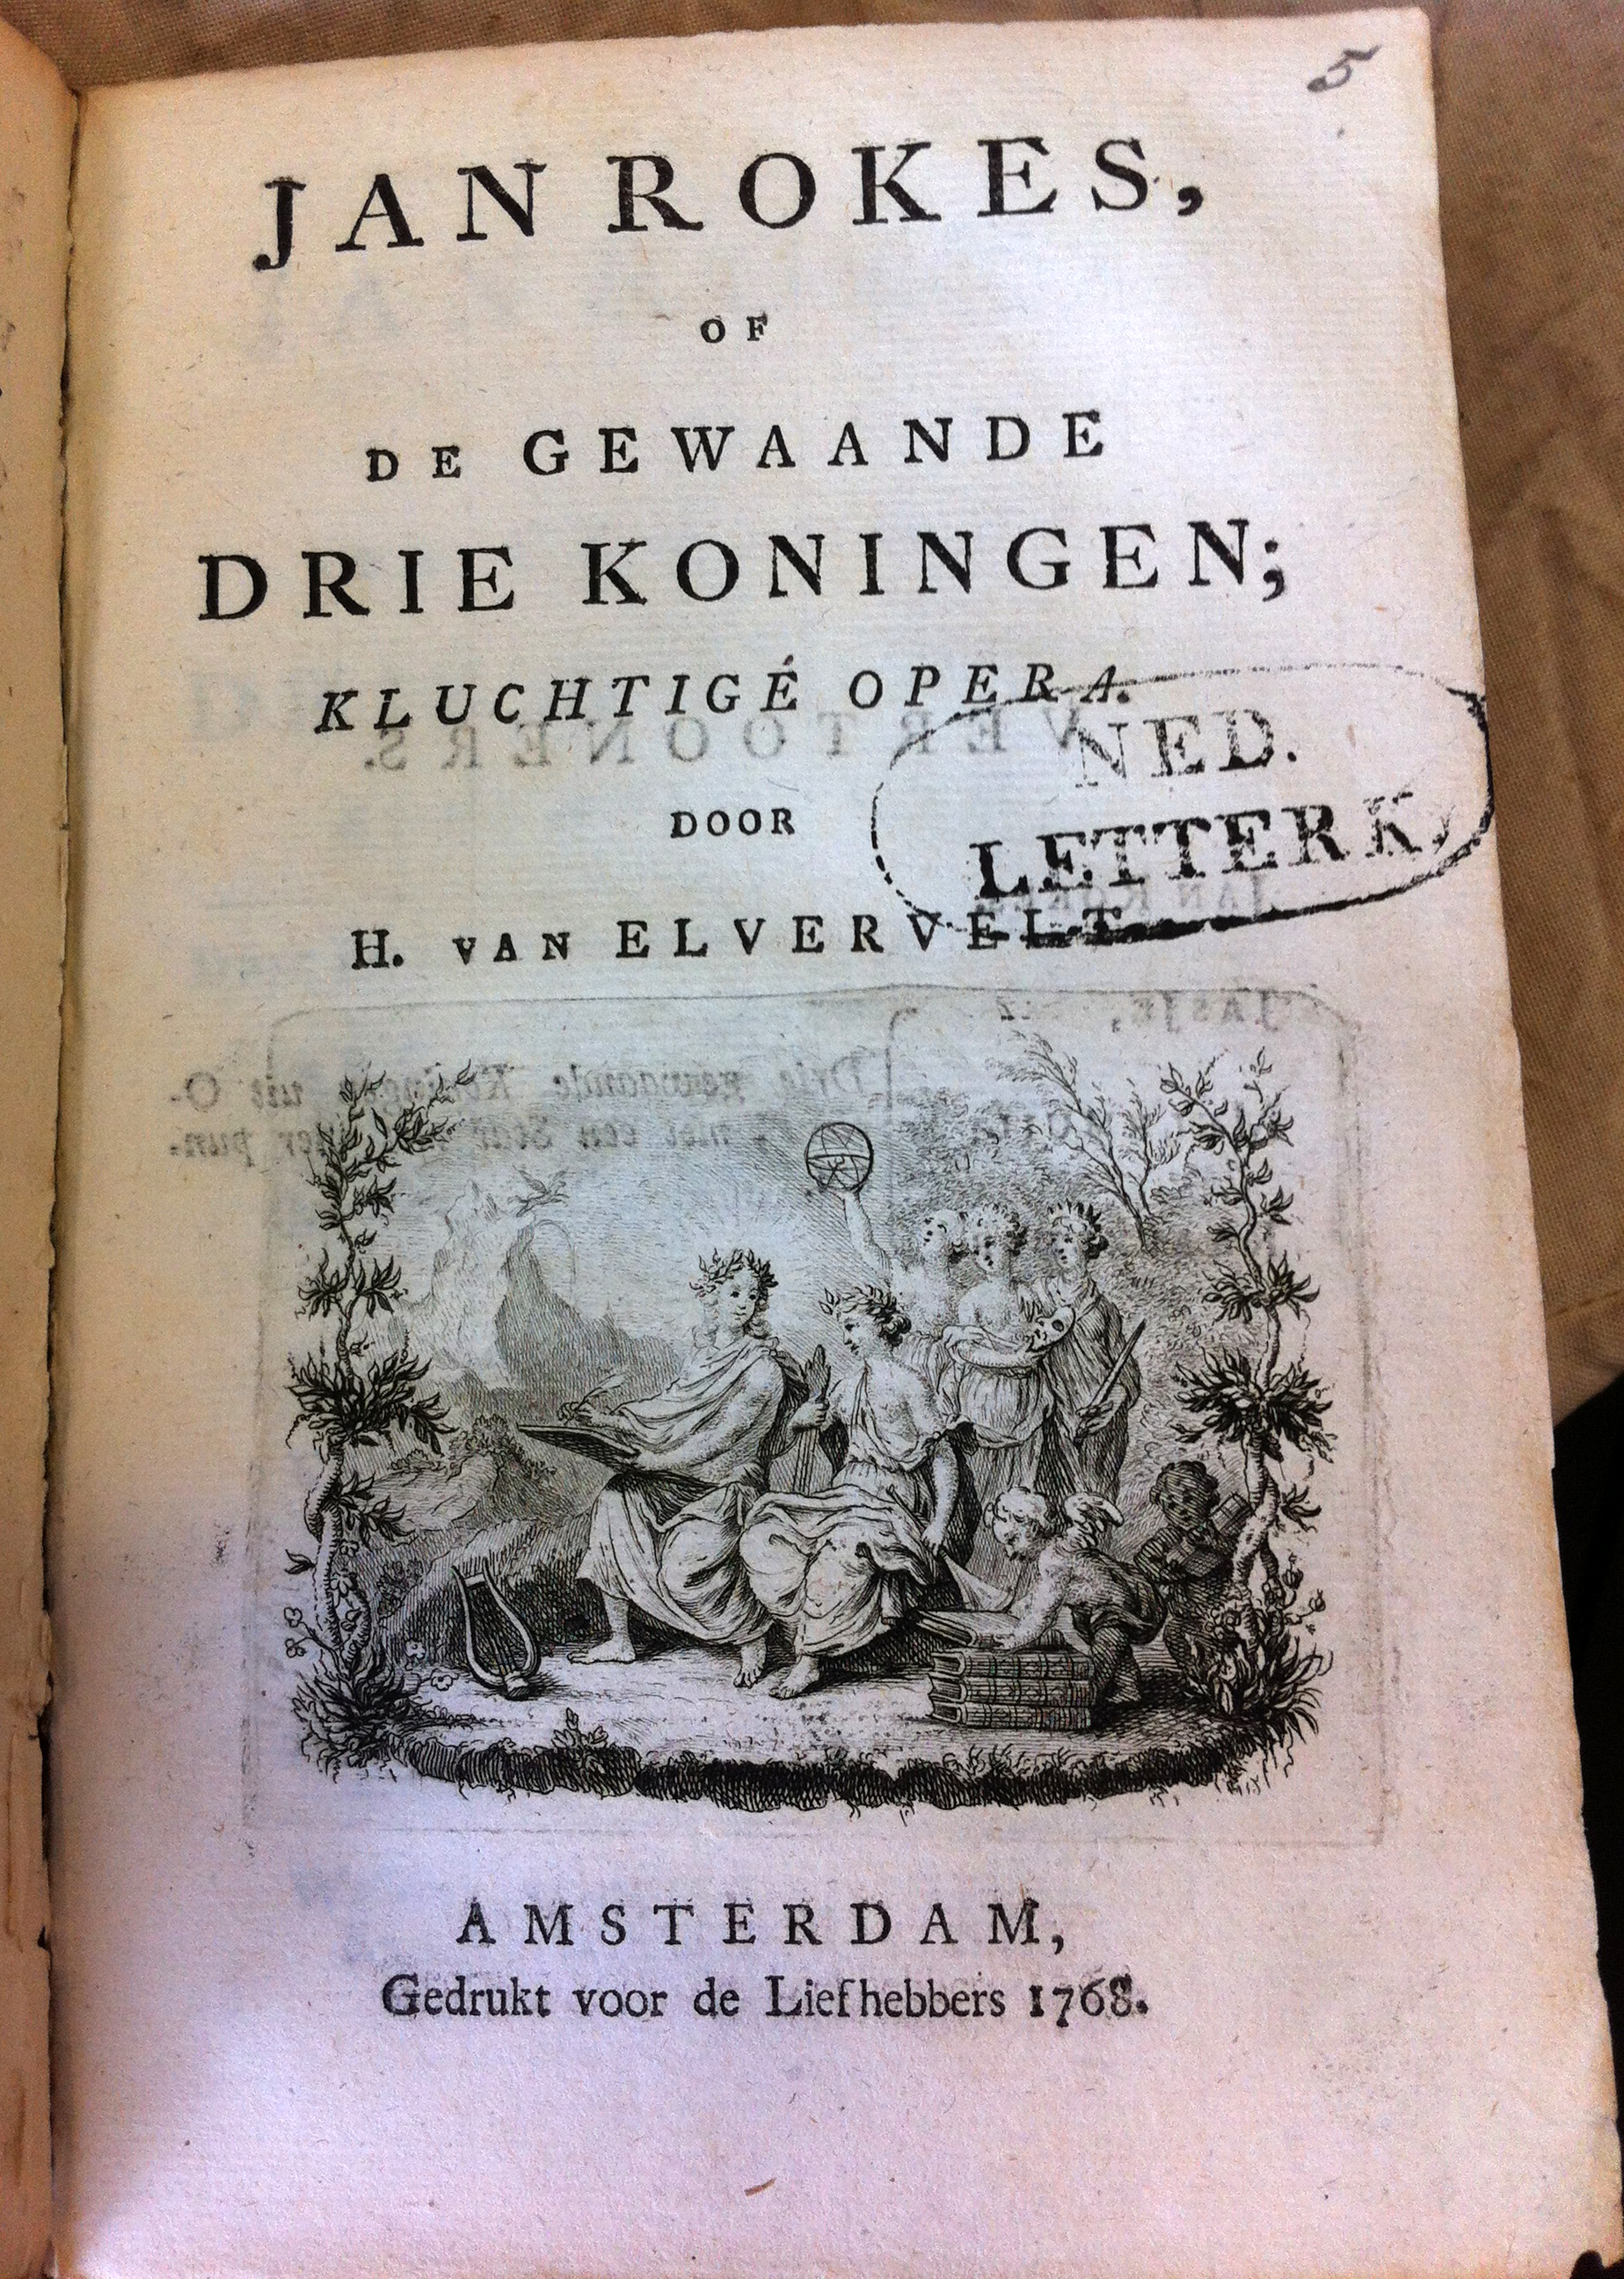 5
JAN ROKES,
OF
DE GEWAANDE
DRIE KONINGEN;
KLUCHTIGÉ OPERA.
NED.
LETTERK.
DOOR
H. VAN ELVERVELT.
AMSTERDAM,
Gedrukt voor de Liefhebbers 1768.